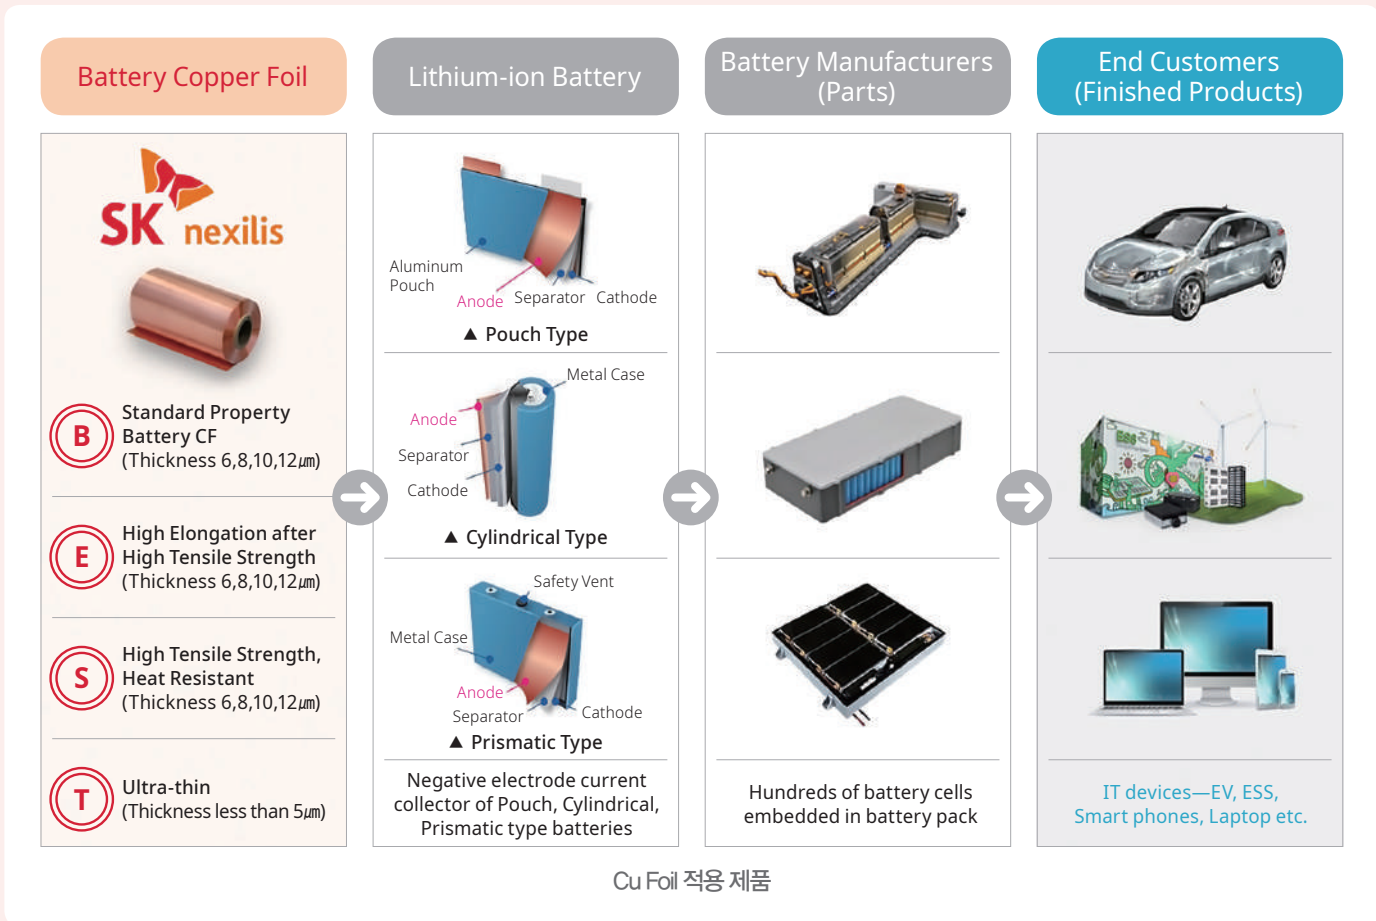 Battery Copper Foil
SK nexilis
B
Standard Property
Battery CF
(Thickness 6,8,10,12㎛)
E
High Elongation after
High Tensile Strength
(Thickness 6,8,10,12㎛)
S
High Tensile Strength,
Heat Resistant
(Thickness 6,8,10,12㎛)
T
Ultra-thin
(Thickness less than 5㎛)
Lithium-ion Battery
Aluminum
Pouch
Anode
Separator
Cathode
▲ Pouch Type
Metal Case
Anode
Separator
Cathode
▲ Cylindrical Type
Safety Vent
Metal Case
Anode
Separator
Cathode
▲ Prismatic Type
Negative electrode current
collector of Pouch, Cylindrical,
Prismatic type batteries
Battery Manufacturers
(Parts)
Hundreds of battery cells
embedded in battery pack
End Customers
(Finished Products)
ESS
IT devices—EV, ESS,
Smart phones, Laptop etc.
Cu Foil 적용 제품